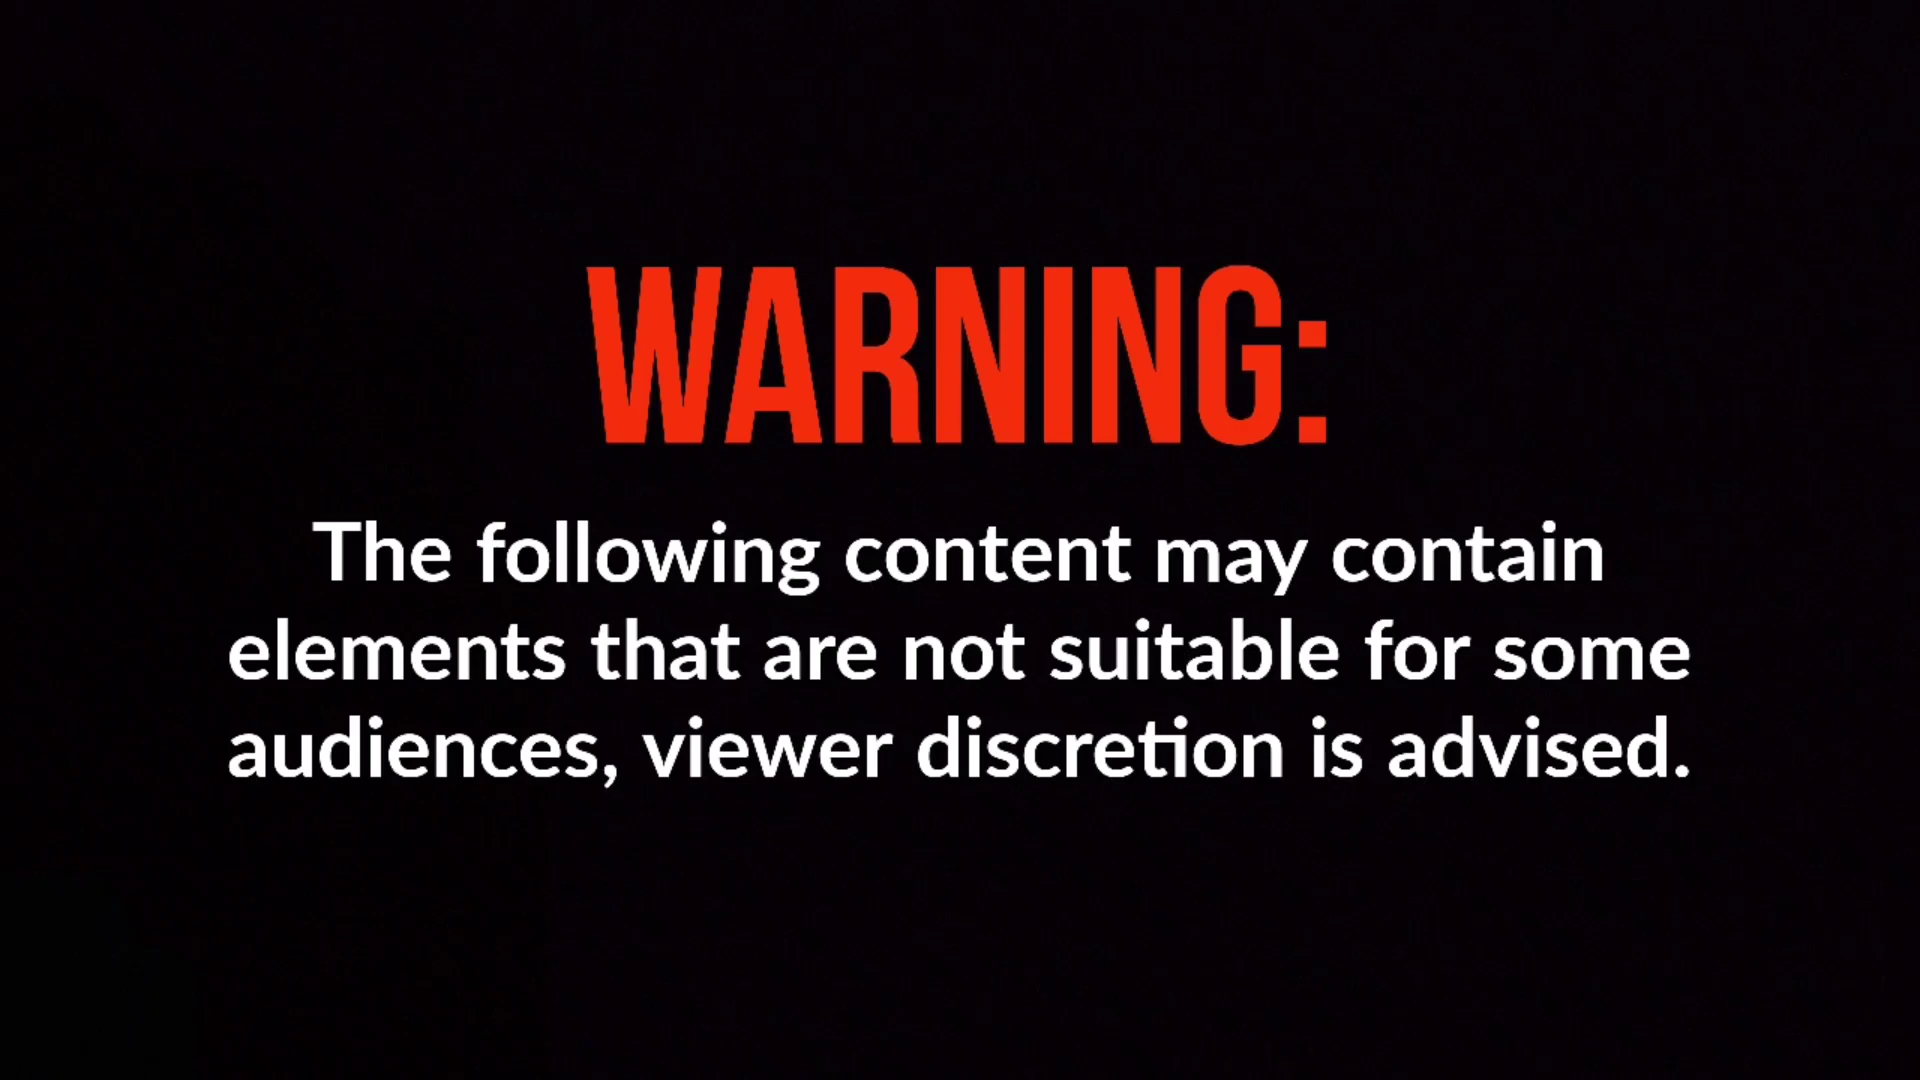 WARNING:
The following content may contain
elements that are not suitable for some
audiences, viewer discretion is advised.